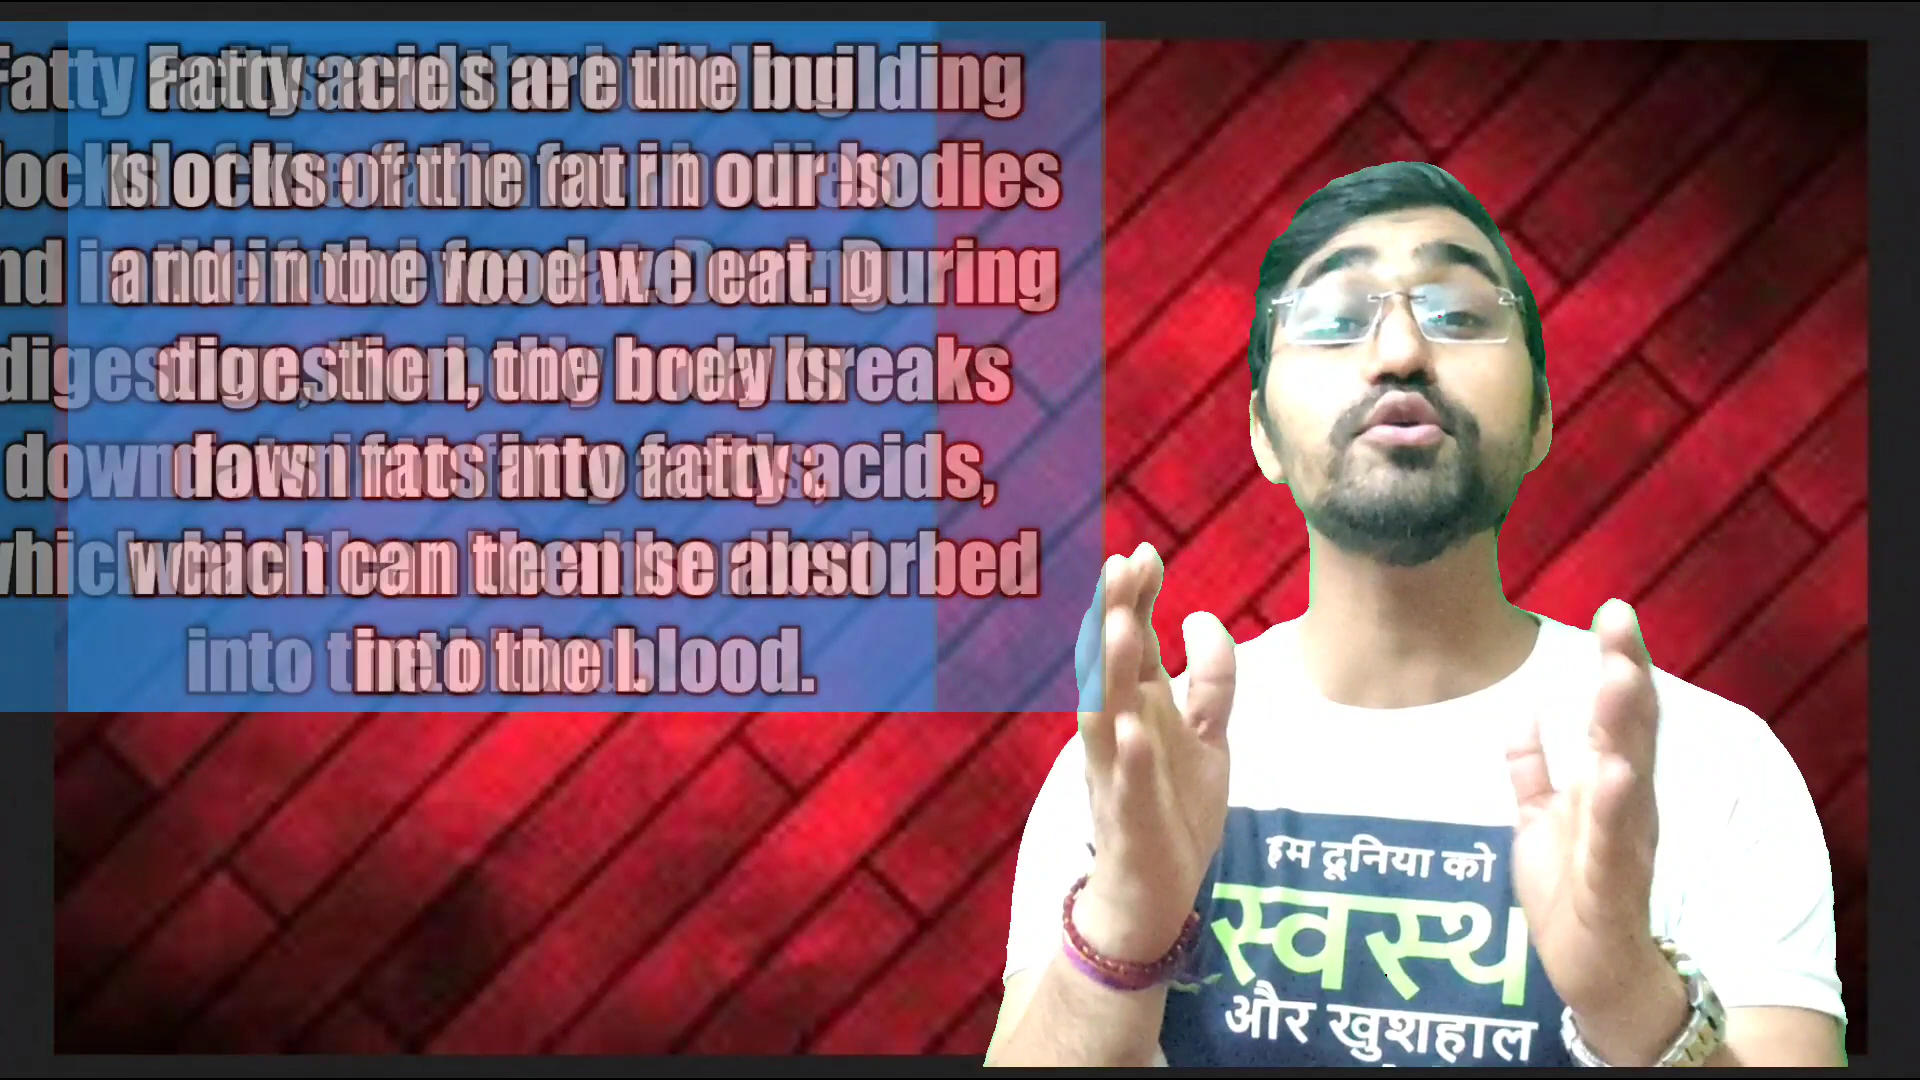 Fatty acids are the building
blocks of the fat in our bodies
and in the food we eat. During
digestion, the body breaks
down fats into fatty acids,
which can then be absorbed
into the blood.
हम दूनिया को
स्वस्थ
और खुशहाल